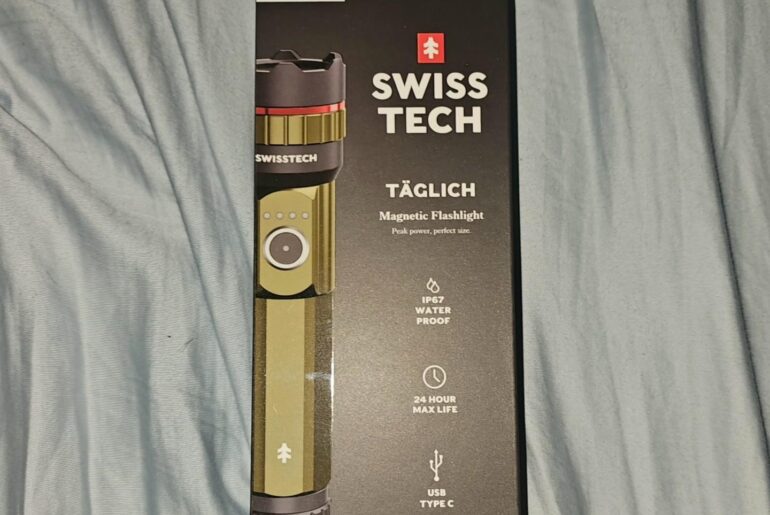 SWISS
TECH
SWISSTECH
TÄGLICH
Magnetic Flashlight
Peak power, perfect size.
IP67
WATER
PROOF
24 HOUR
MAX LIFE
USB
TYPE C